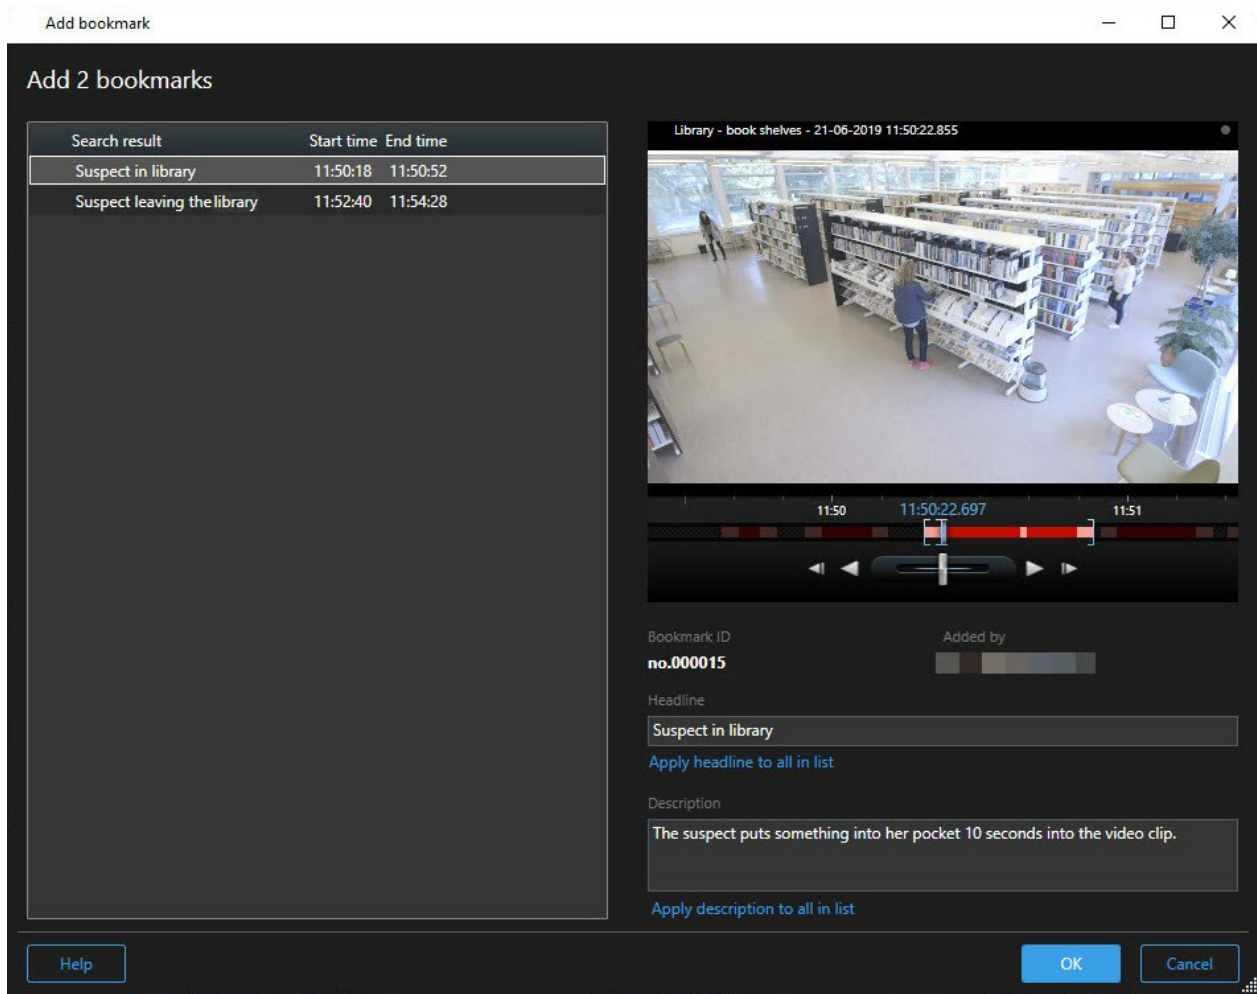 Add bookmark
Add 2 bookmarks
Search result Start time End time
Suspect in library 11:50:18 11:50:52
Suspect leaving the library 11:52:40 11:54:28
Library - book shelves - 21-06-2019 11:50:22.855
11:50 11:50:22.697 11:51
Bookmark ID Added by
no.000015
Headline
Suspect in library
Apply headline to all in list
Description
The suspect puts something into her pocket 10 seconds into the video clip.
Apply description to all in list
Help OK Cancel